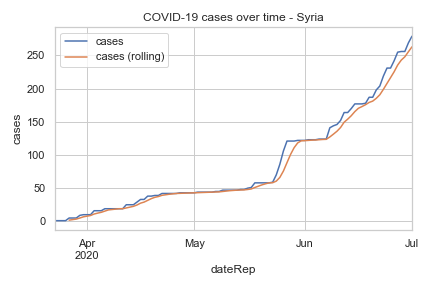 COVID-19 cases over time - Syria
cases
cases (rolling)
250
200
150
100
50
0
cases
Apr
2020
May
Jun
Jul
dateRep